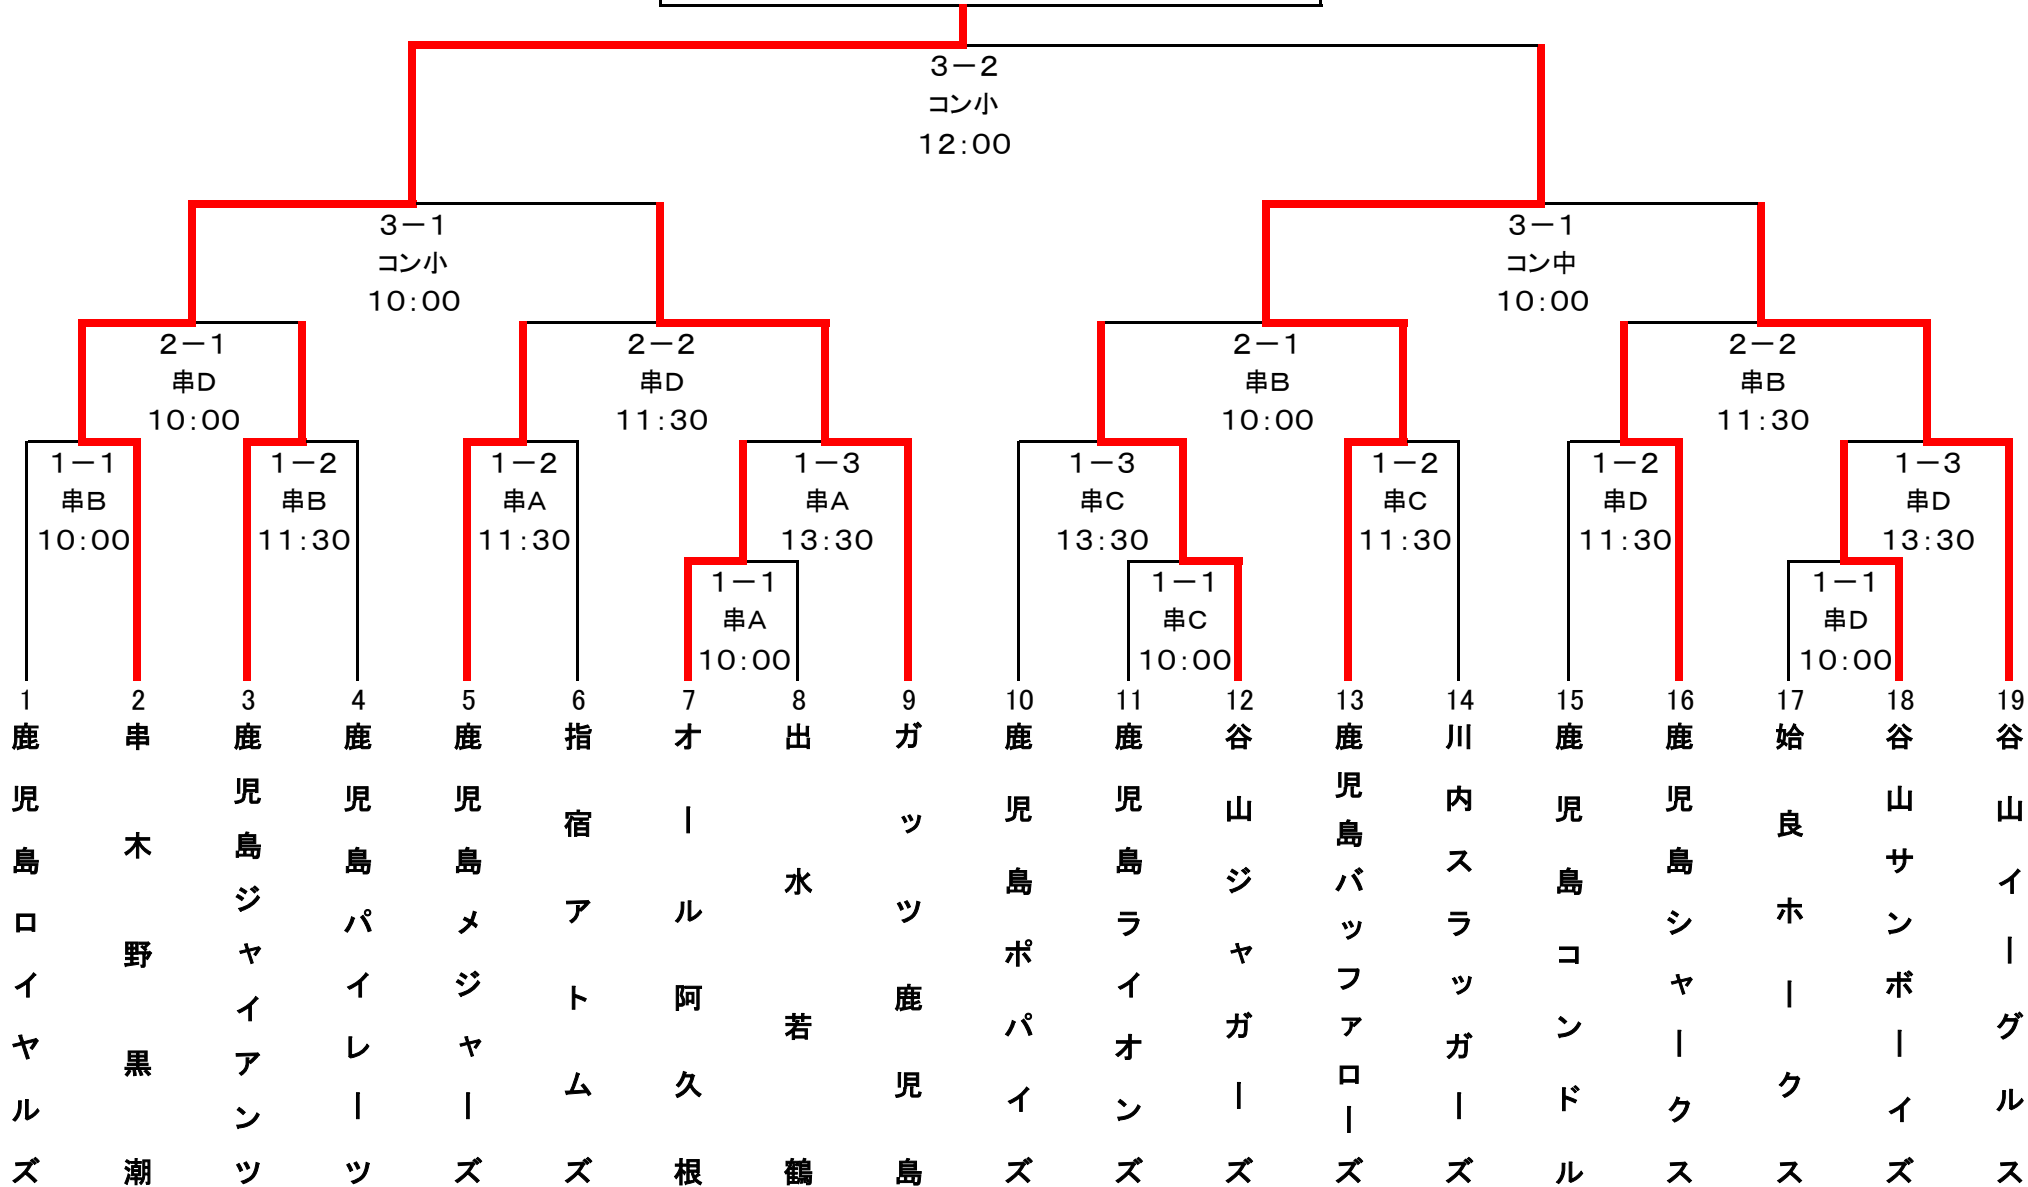 3－2
コン小
12:00
3－1
コン小
10:00
3－1
コン中
10:00
2－1
串D
10:00
2－2
串D
11:30
2－1
串B
10:00
2－2
串B
11:30
1－1
串B
10:00
1－2
串B
11:30
1－2
串A
11:30
1－3
串A
13:30
1－3
串C
13:30
1－2
串C
11:30
1－2
串D
11:30
1－3
串D
13:30
1－1
串A
10:00
1－1
串C
10:00
1－1
串D
10:00
1 鹿児島ロイヤルズ
2 串木野黒潮
3 鹿児島ジャイアンツ
4 鹿児島パイレーツ
5 鹿児島メジャーズ
6 指宿アトムズ
7 オール阿久根
8 出水若鶴
9 ガッツ鹿児島
10 鹿児島ポパイズ
11 鹿児島ライオンズ
12 谷山ジャガーズ
13 鹿児島バッファローズ
14 川内スラッガーズ
15 鹿児島コンドル
16 鹿児島シャークス
17 姶良ホークス
18 谷山サンボーイズ
19 谷山イーグルス